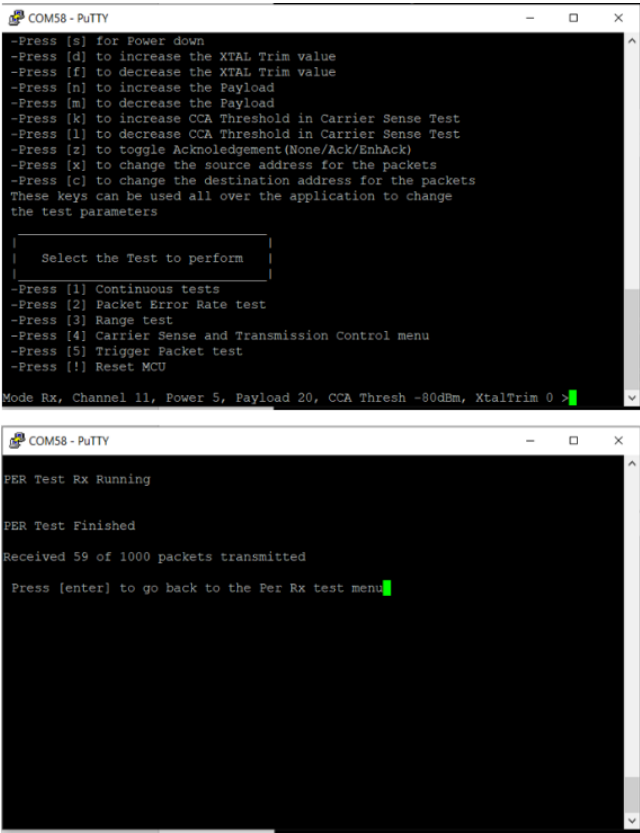 COM58 - PuTTY
-Press [s] for Power down
-Press [d] to increase the XTAL Trim value
-Press [f] to decrease the XTAL Trim value
-Press [n] to increase the Payload
-Press [m] to decrease the Payload
-Press [k] to increase CCA Threshold in Carrier Sense Test
-Press [l] to decrease CCA Threshold in Carrier Sense Test
-Press [z] to toggle Acknoledgement(None/Ack/EnhAck)
-Press [x] to change the source address for the packets
-Press [c] to change the destination address for the packets
These keys can be used all over the application to change
the test parameters
Select the Test to perform
-Press [1] Continuous tests
-Press [2] Packet Error Rate test
-Press [3] Range test
-Press [4] Carrier Sense and Transmission Control menu
-Press [5] Trigger Packet test
-Press [!] Reset MCU
Mode Rx, Channel 11, Power 5, Payload 20, CCA Thresh -80dBm, XtalTrim 0 >
COM58 - PuTTY
PER Test Rx Running
PER Test Finished
Received 59 of 1000 packets transmitted
Press [enter] to go back to the Per Rx test menu